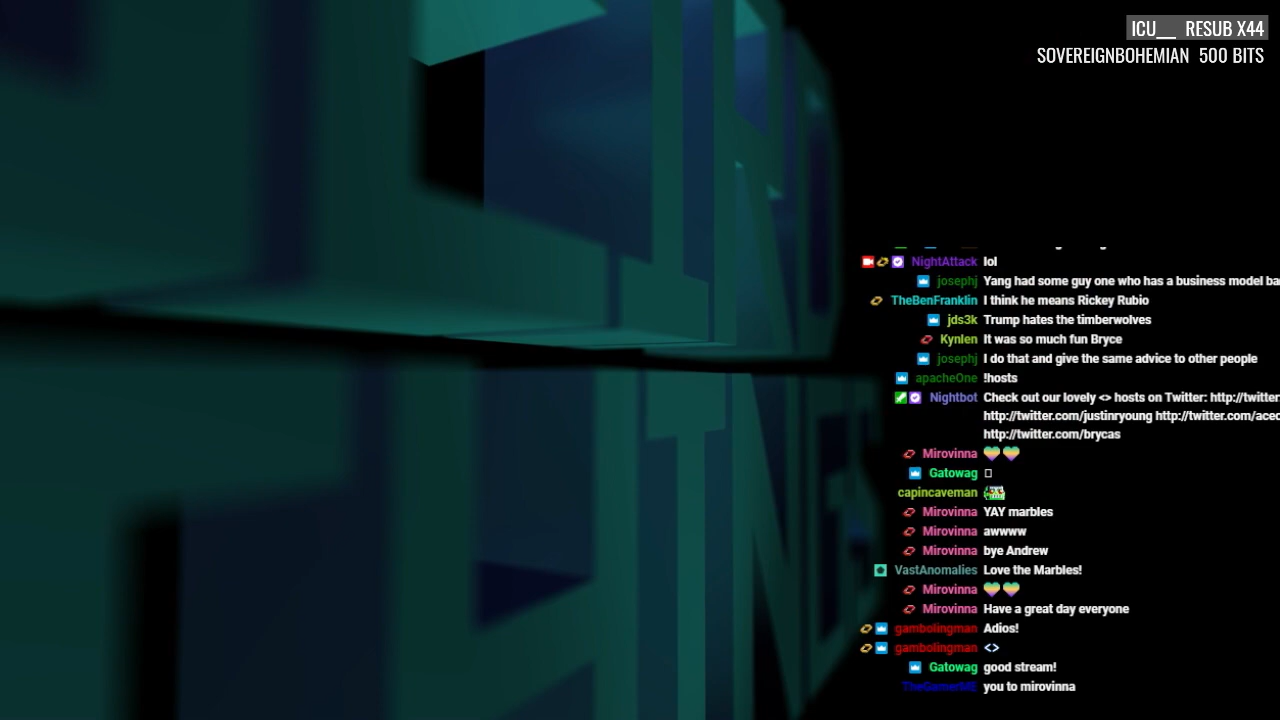 ICU__ RESUB X44
SOVEREIGNBOHEMIAN 500 BITS
NightAttack lol
josephj Yang had some guy one who has a business model ba
TheBenFranklin I think he means Rickey Rubio
jds3k Trump hates the timberwolves
Kynlen It was so much fun Bryce
josephj I do that and give the same advice to other people
apacheOne !hosts
Nightbot Check out our lovely <> hosts on Twitter: http://twitter
http://twitter.com/justinryoung http://twitter.com/aced
http://twitter.com/brycas
Mirovinna
Gatowag
capincaveman
Mirovinna YAY marbles
Mirovinna awwww
Mirovinna bye Andrew
VastAnomalies Love the Marbles!
Mirovinna
Mirovinna Have a great day everyone
gambolingman Adios!
gambolingman <>
Gatowag good stream!
TheGamerME you to mirovinna